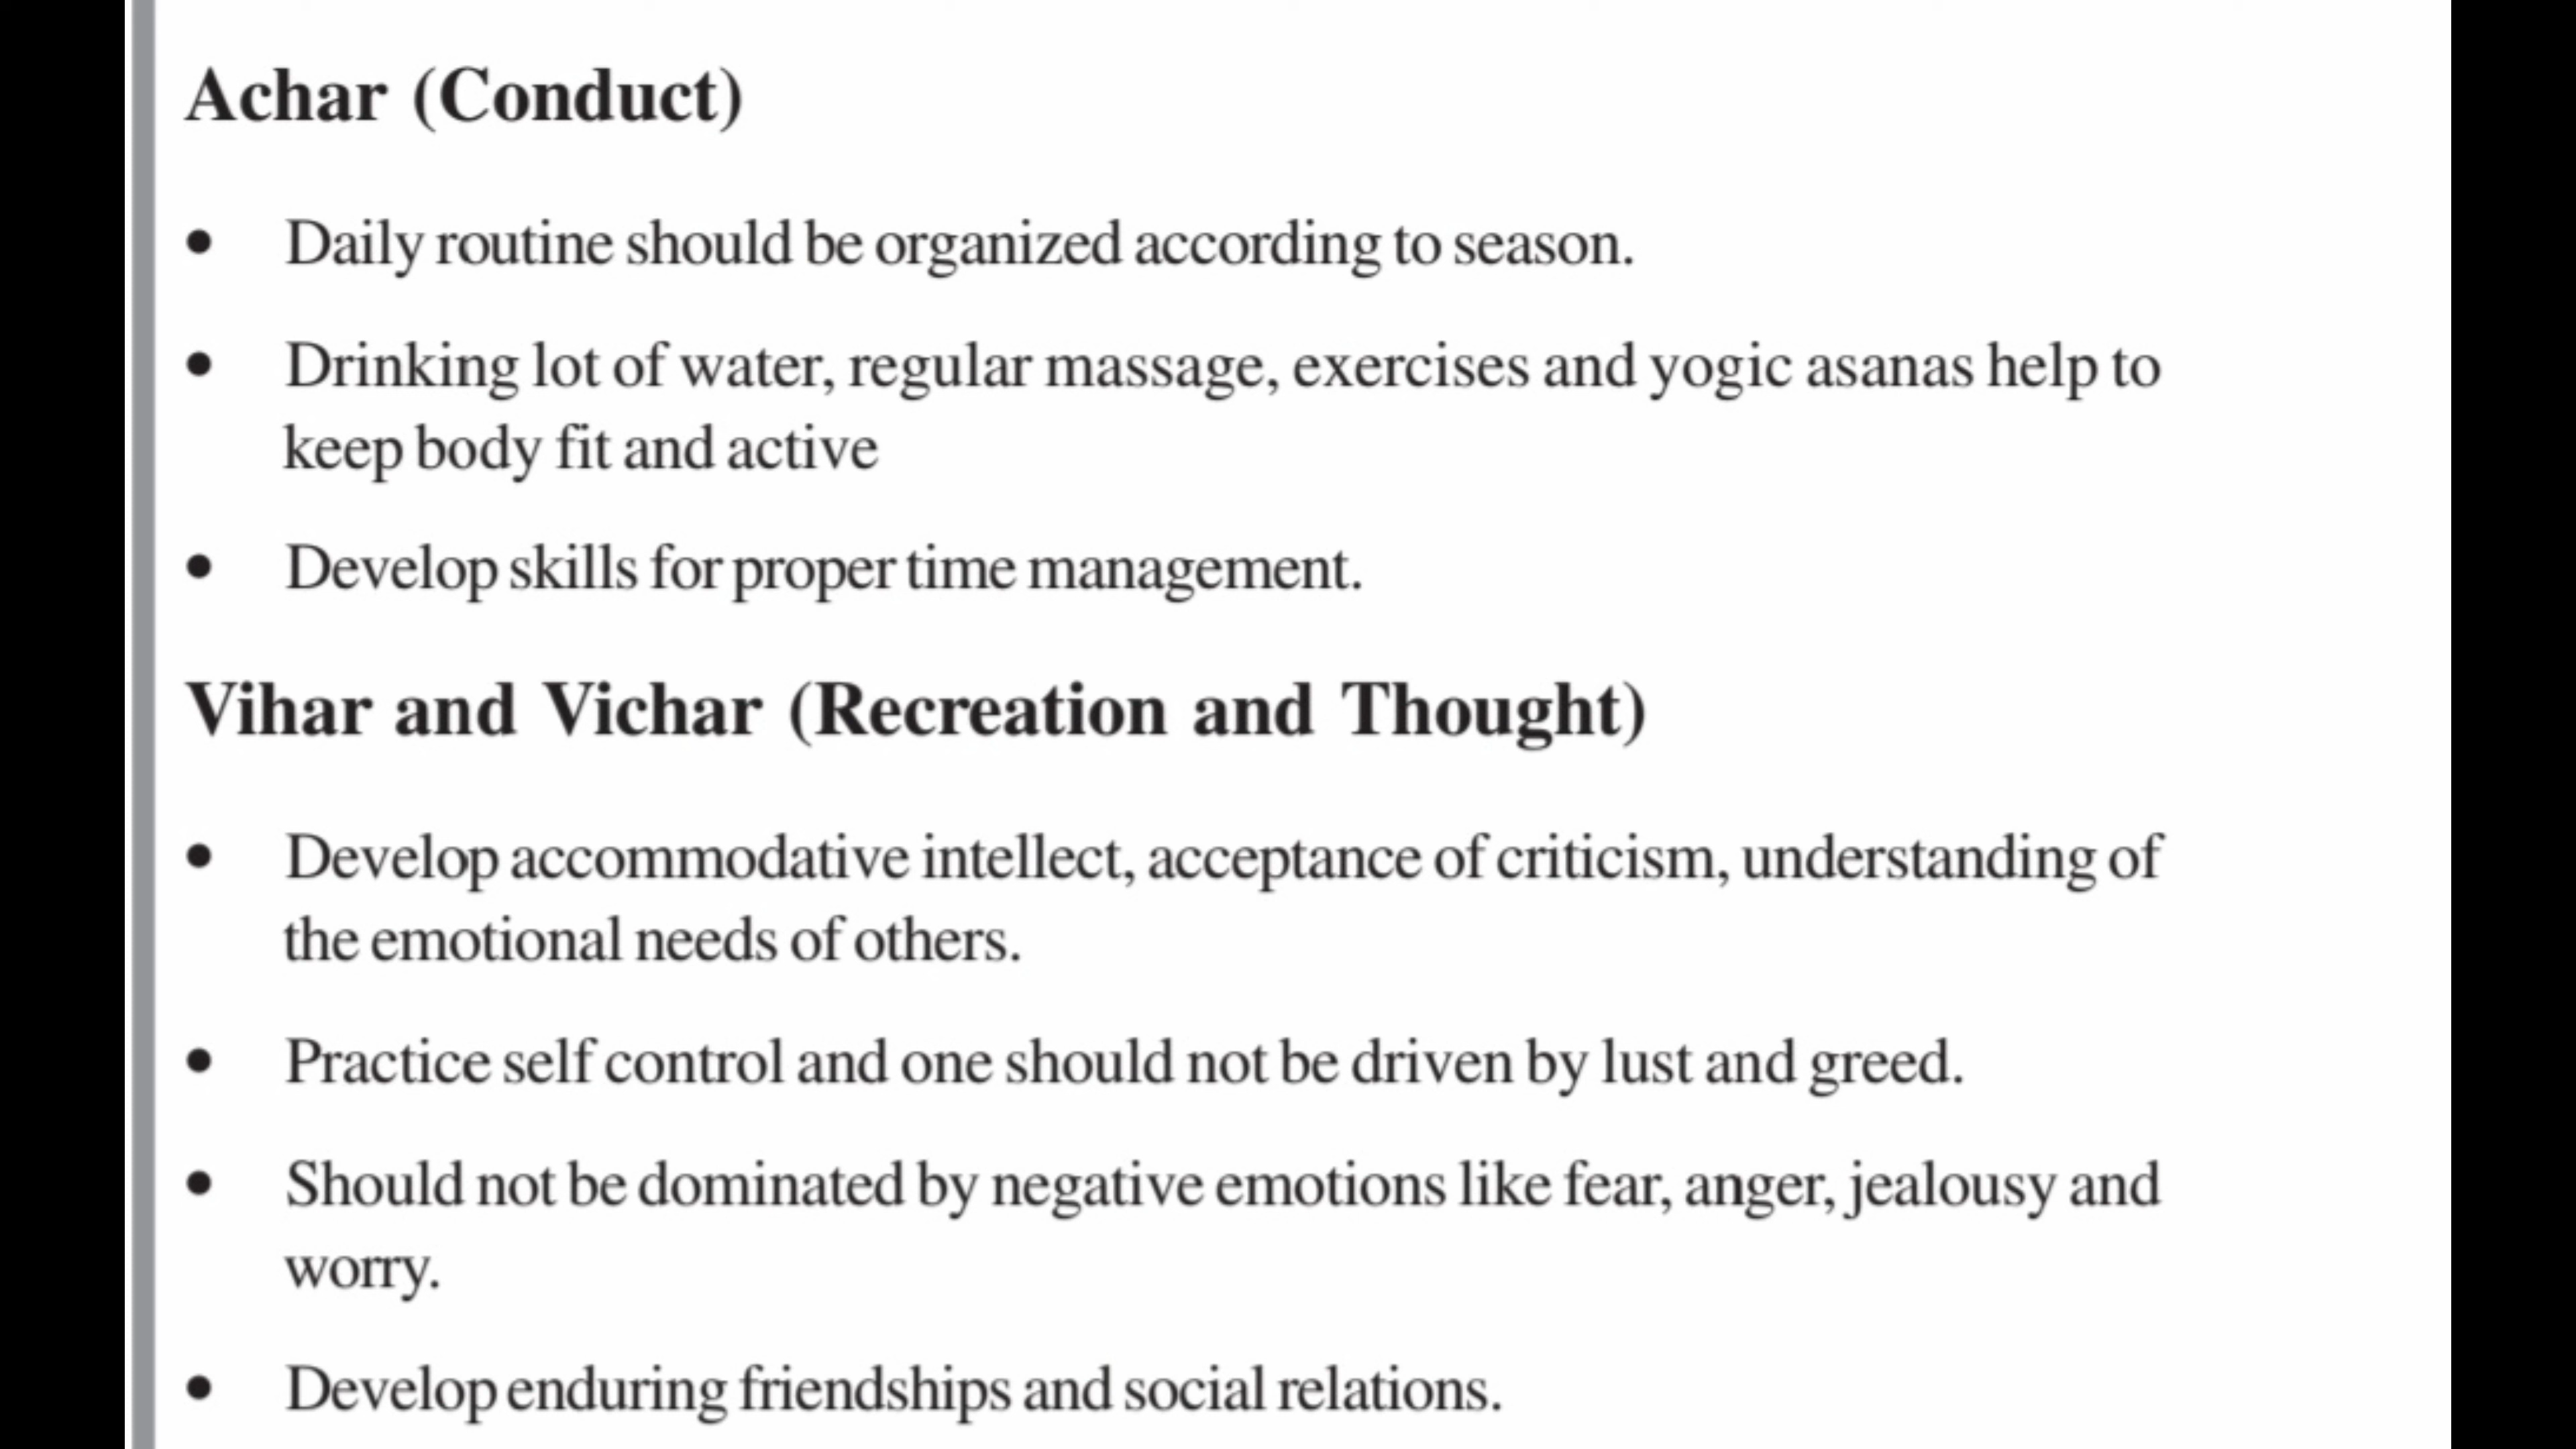 Achar (Conduct)
• Daily routine should be organized according to season.
• Drinking lot of water, regular massage, exercises and yogic asanas help to
keep body fit and active
• Develop skills for proper time management.
Vihar and Vichar (Recreation and Thought)
• Develop accommodative intellect, acceptance of criticism, understanding of
the emotional needs of others.
• Practice self control and one should not be driven by lust and greed.
• Should not be dominated by negative emotions like fear, anger, jealousy and
worry.
• Develop enduring friendships and social relations.